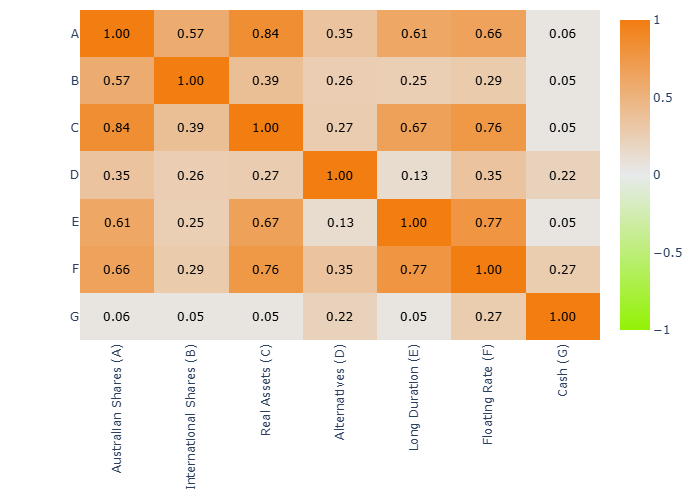 A 1.00 0.57 0.84 0.35 0.61 0.66 0.06
B 0.57 1.00 0.39 0.26 0.25 0.29 0.05
C 0.84 0.39 1.00 0.27 0.67 0.76 0.05
D 0.35 0.26 0.27 1.00 0.13 0.35 0.22
E 0.61 0.25 0.67 0.13 1.00 0.77 0.05
F 0.66 0.29 0.76 0.35 0.77 1.00 0.27
G 0.06 0.05 0.05 0.22 0.05 0.27 1.00
Australian Shares (A)
International Shares (B)
Real Assets (C)
Alternatives (D)
Long Duration (E)
Floating Rate (F)
Cash (G)
1
0.5
0
−0.5
−1